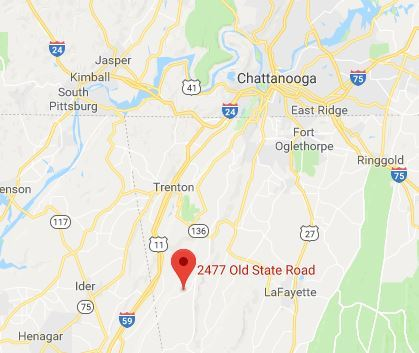 24
Jasper
Kimball
South
Pittsburg
41
Chattanooga
75
24
East Ridge
Fort
Oglethorpe
Ringgold
75
Trenton
enson
117
136
27
11
2477 Old State Road
Ider
LaFayette
75
59
Henagar